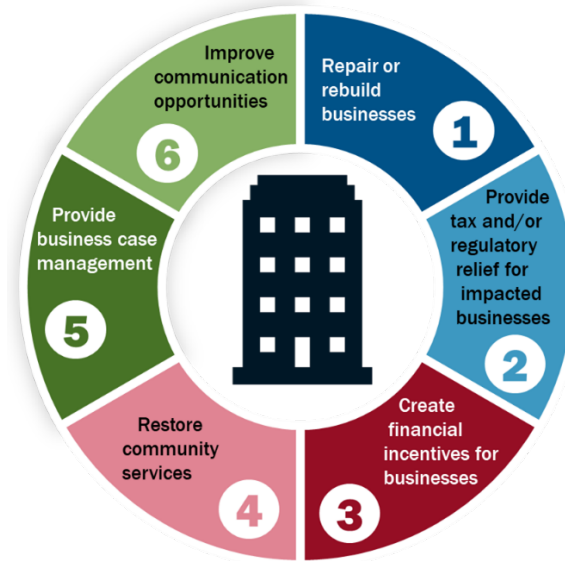 Repair or
rebuild
businesses
1
Provide
tax and/or
regulatory
relief for
impacted
businesses
2
Create
financial
incentives for
businesses
3
Restore
community
services
4
Provide
business case
management
5
Improve
communication
opportunities
6